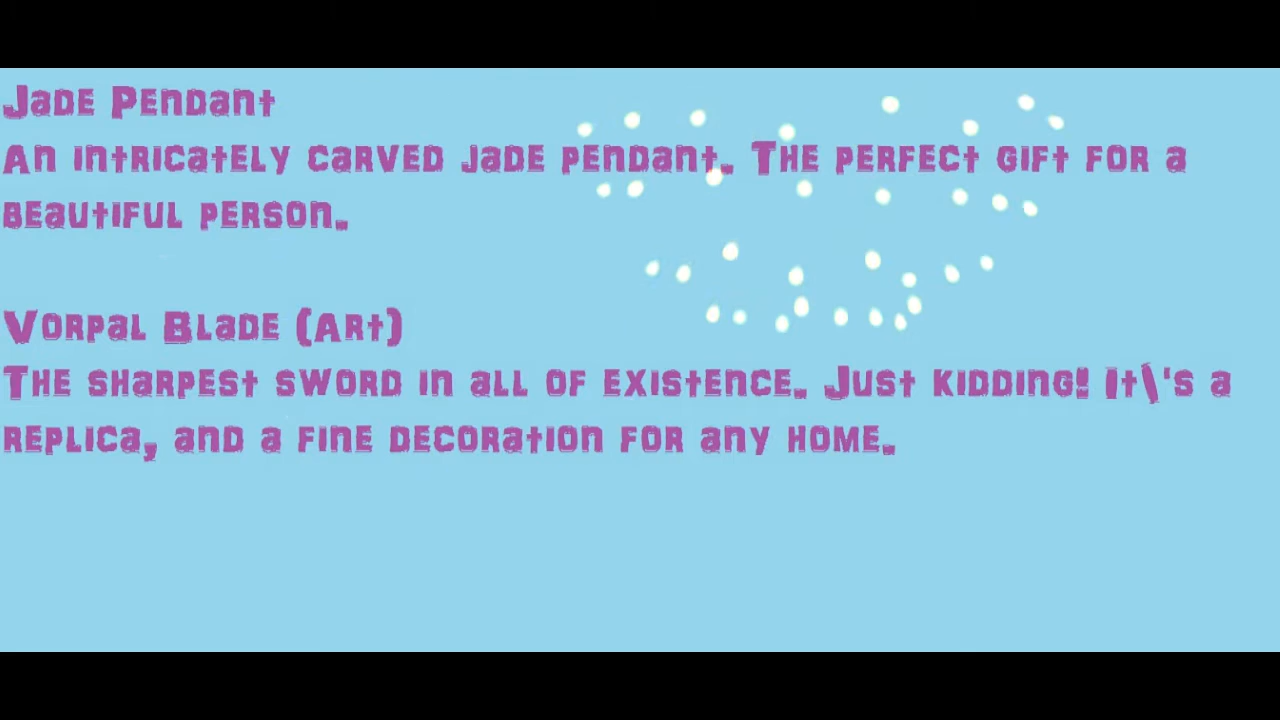 Jade Pendant
An intricately carved jade pendant. The perfect gift for a
beautiful person.
Vorpal Blade (Art)
The sharpest sword in all of existence. Just kidding! It\'s a
replica, and a fine decoration for any home.